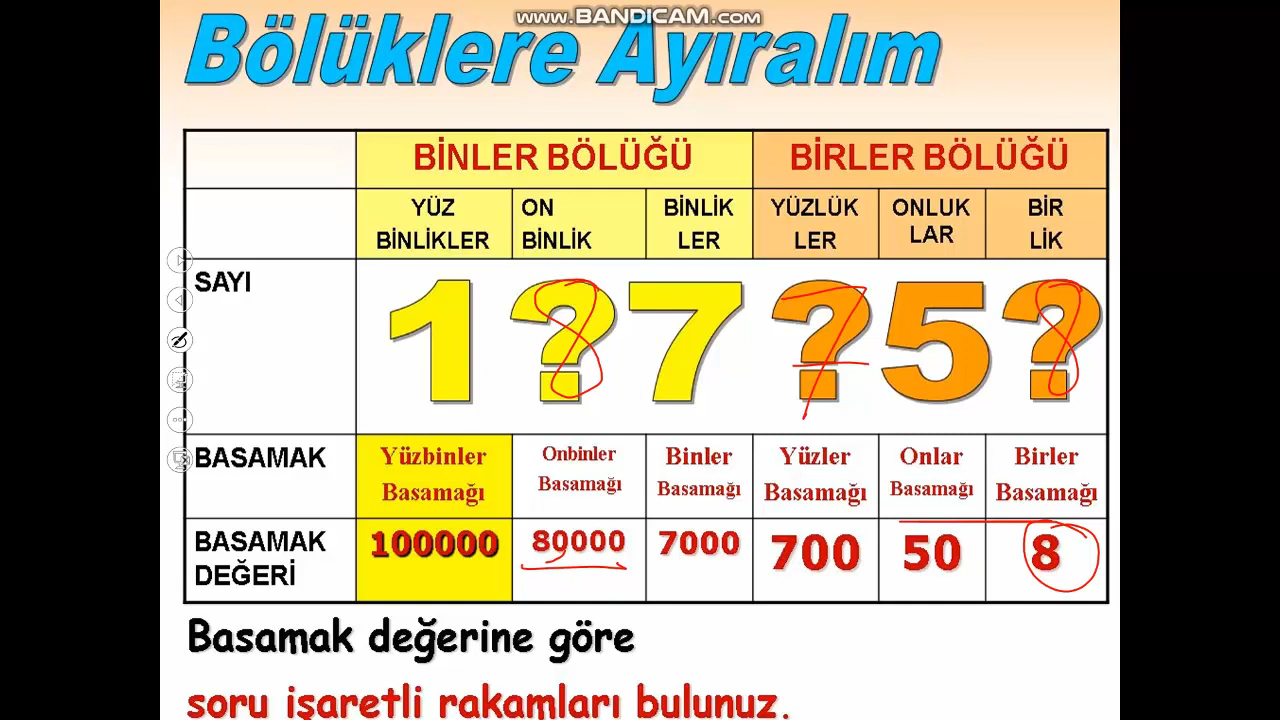 www.BANDICAM.com
Bölüklere Ayıralım
BİNLER BÖLÜĞÜ BİRLER BÖLÜĞÜ
YÜZ ON BİNLİK YÜZLÜK ONLUK BİR
BİNLİKLER BİNLİK LER LER LAR LİK
SAYI
1 ? 7 ? 5 ?
8 7 8
BASAMAK Yüzbinler Onbinler Binler Yüzler Onlar Birler
Basamağı Basamağı Basamağı Basamağı Basamağı Basamağı
BASAMAK 100000 80000 7000 700 50 8
DEĞERİ
Basamak değerine göre
soru işaretli rakamları bulunuz.